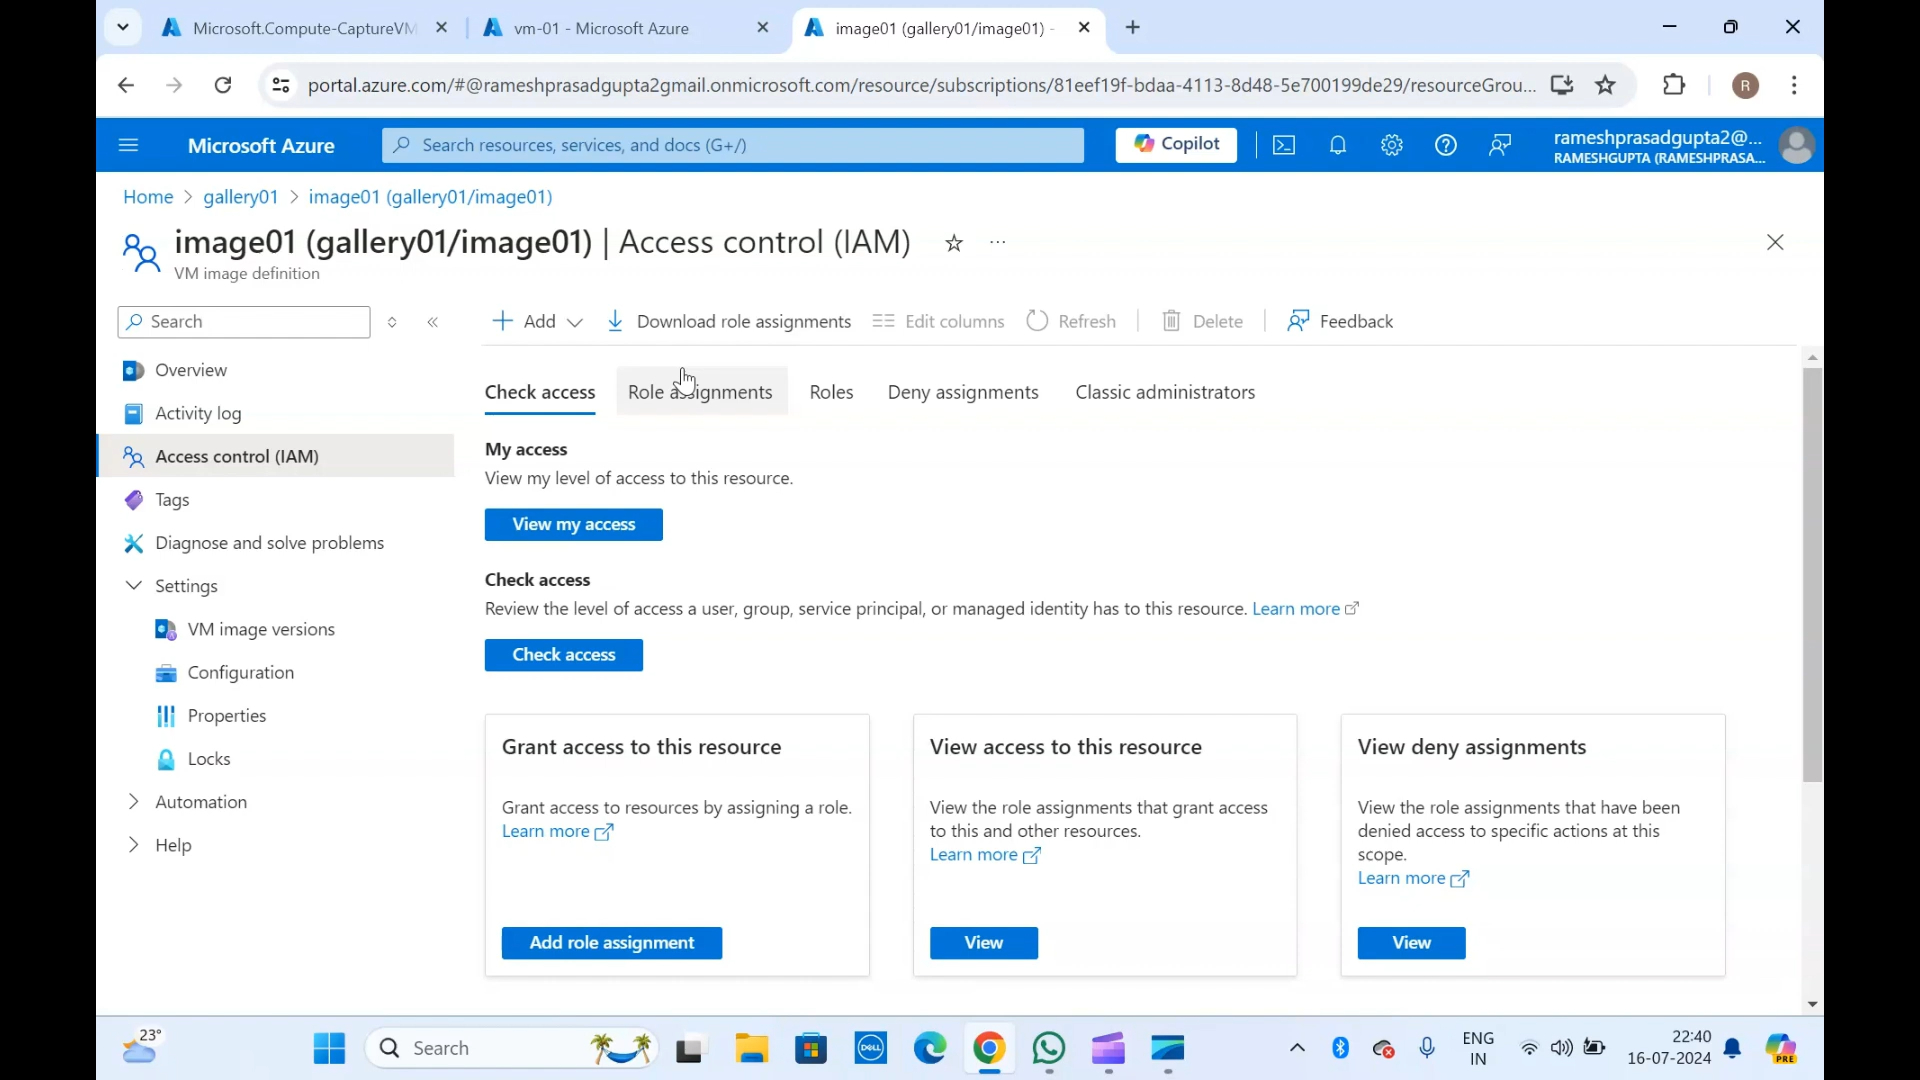 Microsoft.Compute-CaptureVM
vm-01 - Microsoft Azure
image01 (gallery01/image01) -
portal.azure.com/#@rameshprasadgupta2gmail.onmicrosoft.com/resource/subscriptions/81eef19f-bdaa-4113-8d48-5e700199de29/resourceGrou...
R
Microsoft Azure
Search resources, services, and docs (G+/)
Copilot
rameshprasadgupta2@...
RAMESHGUPTA (RAMESHPRASA...
Home > gallery01 > image01 (gallery01/image01)
image01 (gallery01/image01) | Access control (IAM)
VM image definition
Search
Add
Download role assignments
Edit columns
Refresh
Delete
Feedback
Overview
Activity log
Access control (IAM)
Tags
Diagnose and solve problems
Settings
VM image versions
Configuration
Properties
Locks
Automation
Help
Check access
Role assignments
Roles
Deny assignments
Classic administrators
My access
View my level of access to this resource.
View my access
Check access
Review the level of access a user, group, service principal, or managed identity has to this resource. Learn more
Check access
Grant access to this resource
Grant access to resources by assigning a role.
Learn more
Add role assignment
View access to this resource
View the role assignments that grant access
to this and other resources.
Learn more
View
View deny assignments
View the role assignments that have been
denied access to specific actions at this
scope.
Learn more
View
23°
Search
DELL
ENG
IN
22:40
16-07-2024
PRE